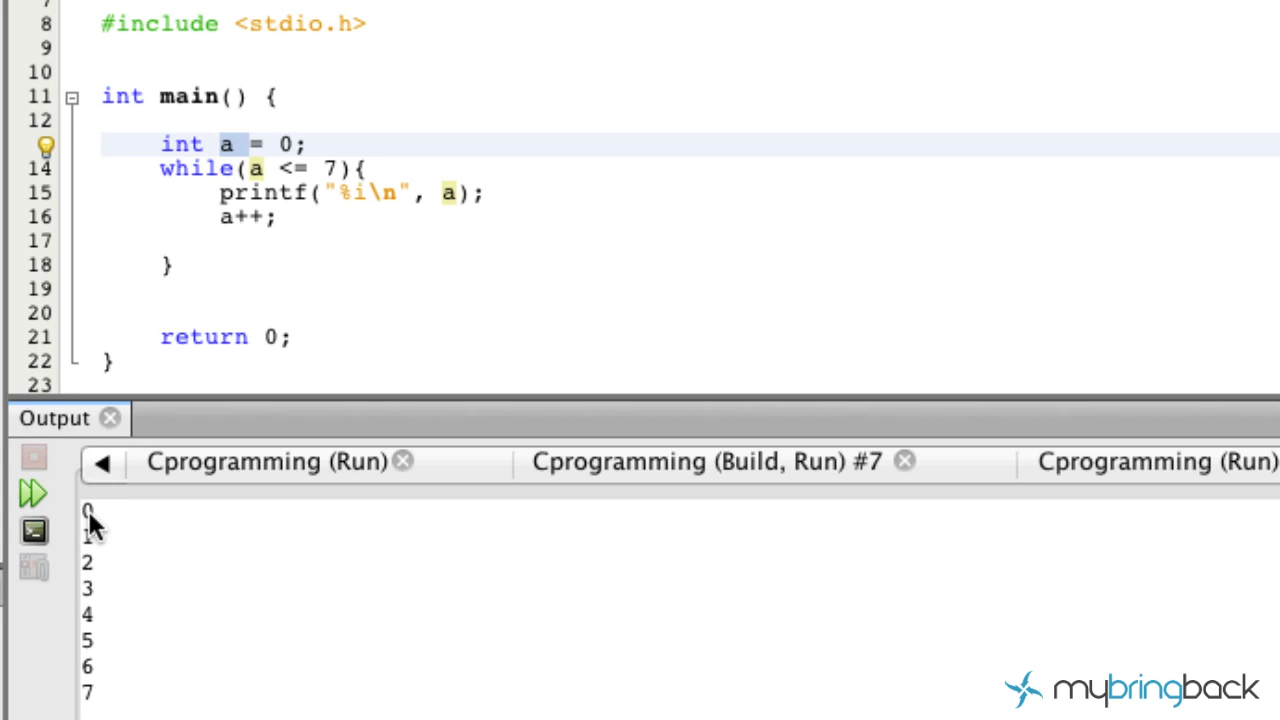 7
8 #include <stdio.h>
9
10
11 int main() {
12
int a = 0;
14 while(a <= 7){
15 printf("%i\n", a);
16 a++;
17
18 }
19
20
21 return 0;
22 }
23
Output
Cprogramming (Run) Cprogramming (Build, Run) #7 Cprogramming (Run)
0
1
2
3
4
5
6
7
mybringback